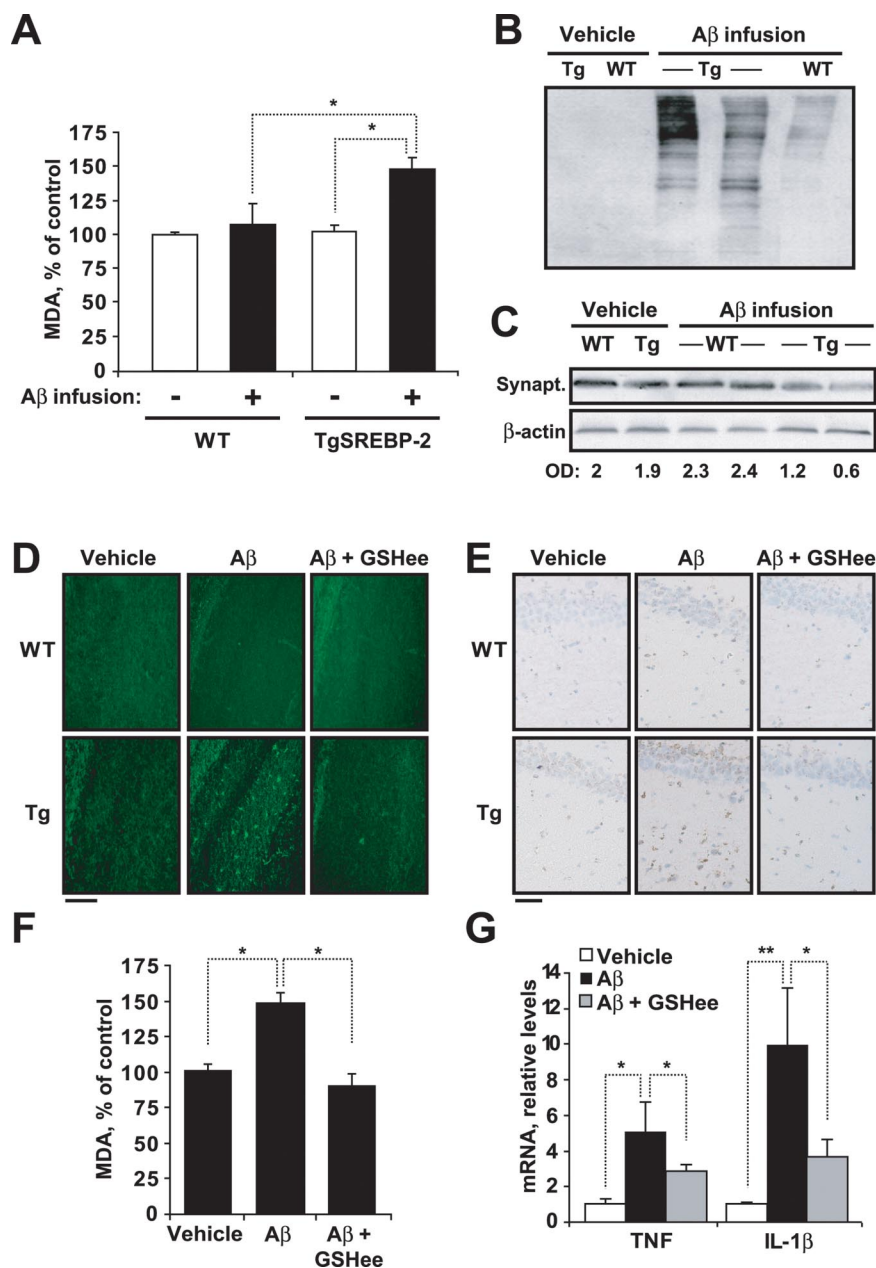 A
*
*
175
150
125
100
75
50
25
0
MDA, % of control
Aβ infusion: - + - +
WT TgSREBP-2
B
Vehicle Aβ infusion
Tg WT Tg WT
C
Vehicle Aβ infusion
WT Tg WT Tg
Synapt.
β-actin
OD: 2 1.9 2.3 2.4 1.2 0.6
D
Vehicle Aβ Aβ + GSHee
WT
Tg
E
Vehicle Aβ Aβ + GSHee
WT
Tg
F
* *
175
150
125
100
75
50
25
0
MDA, % of control
Vehicle Aβ Aβ +
GSHee
G
Vehicle
Aβ
Aβ + GSHee
** *
* *
14
12
10
8
6
4
2
0
mRNA, relative levels
TNF IL-1β